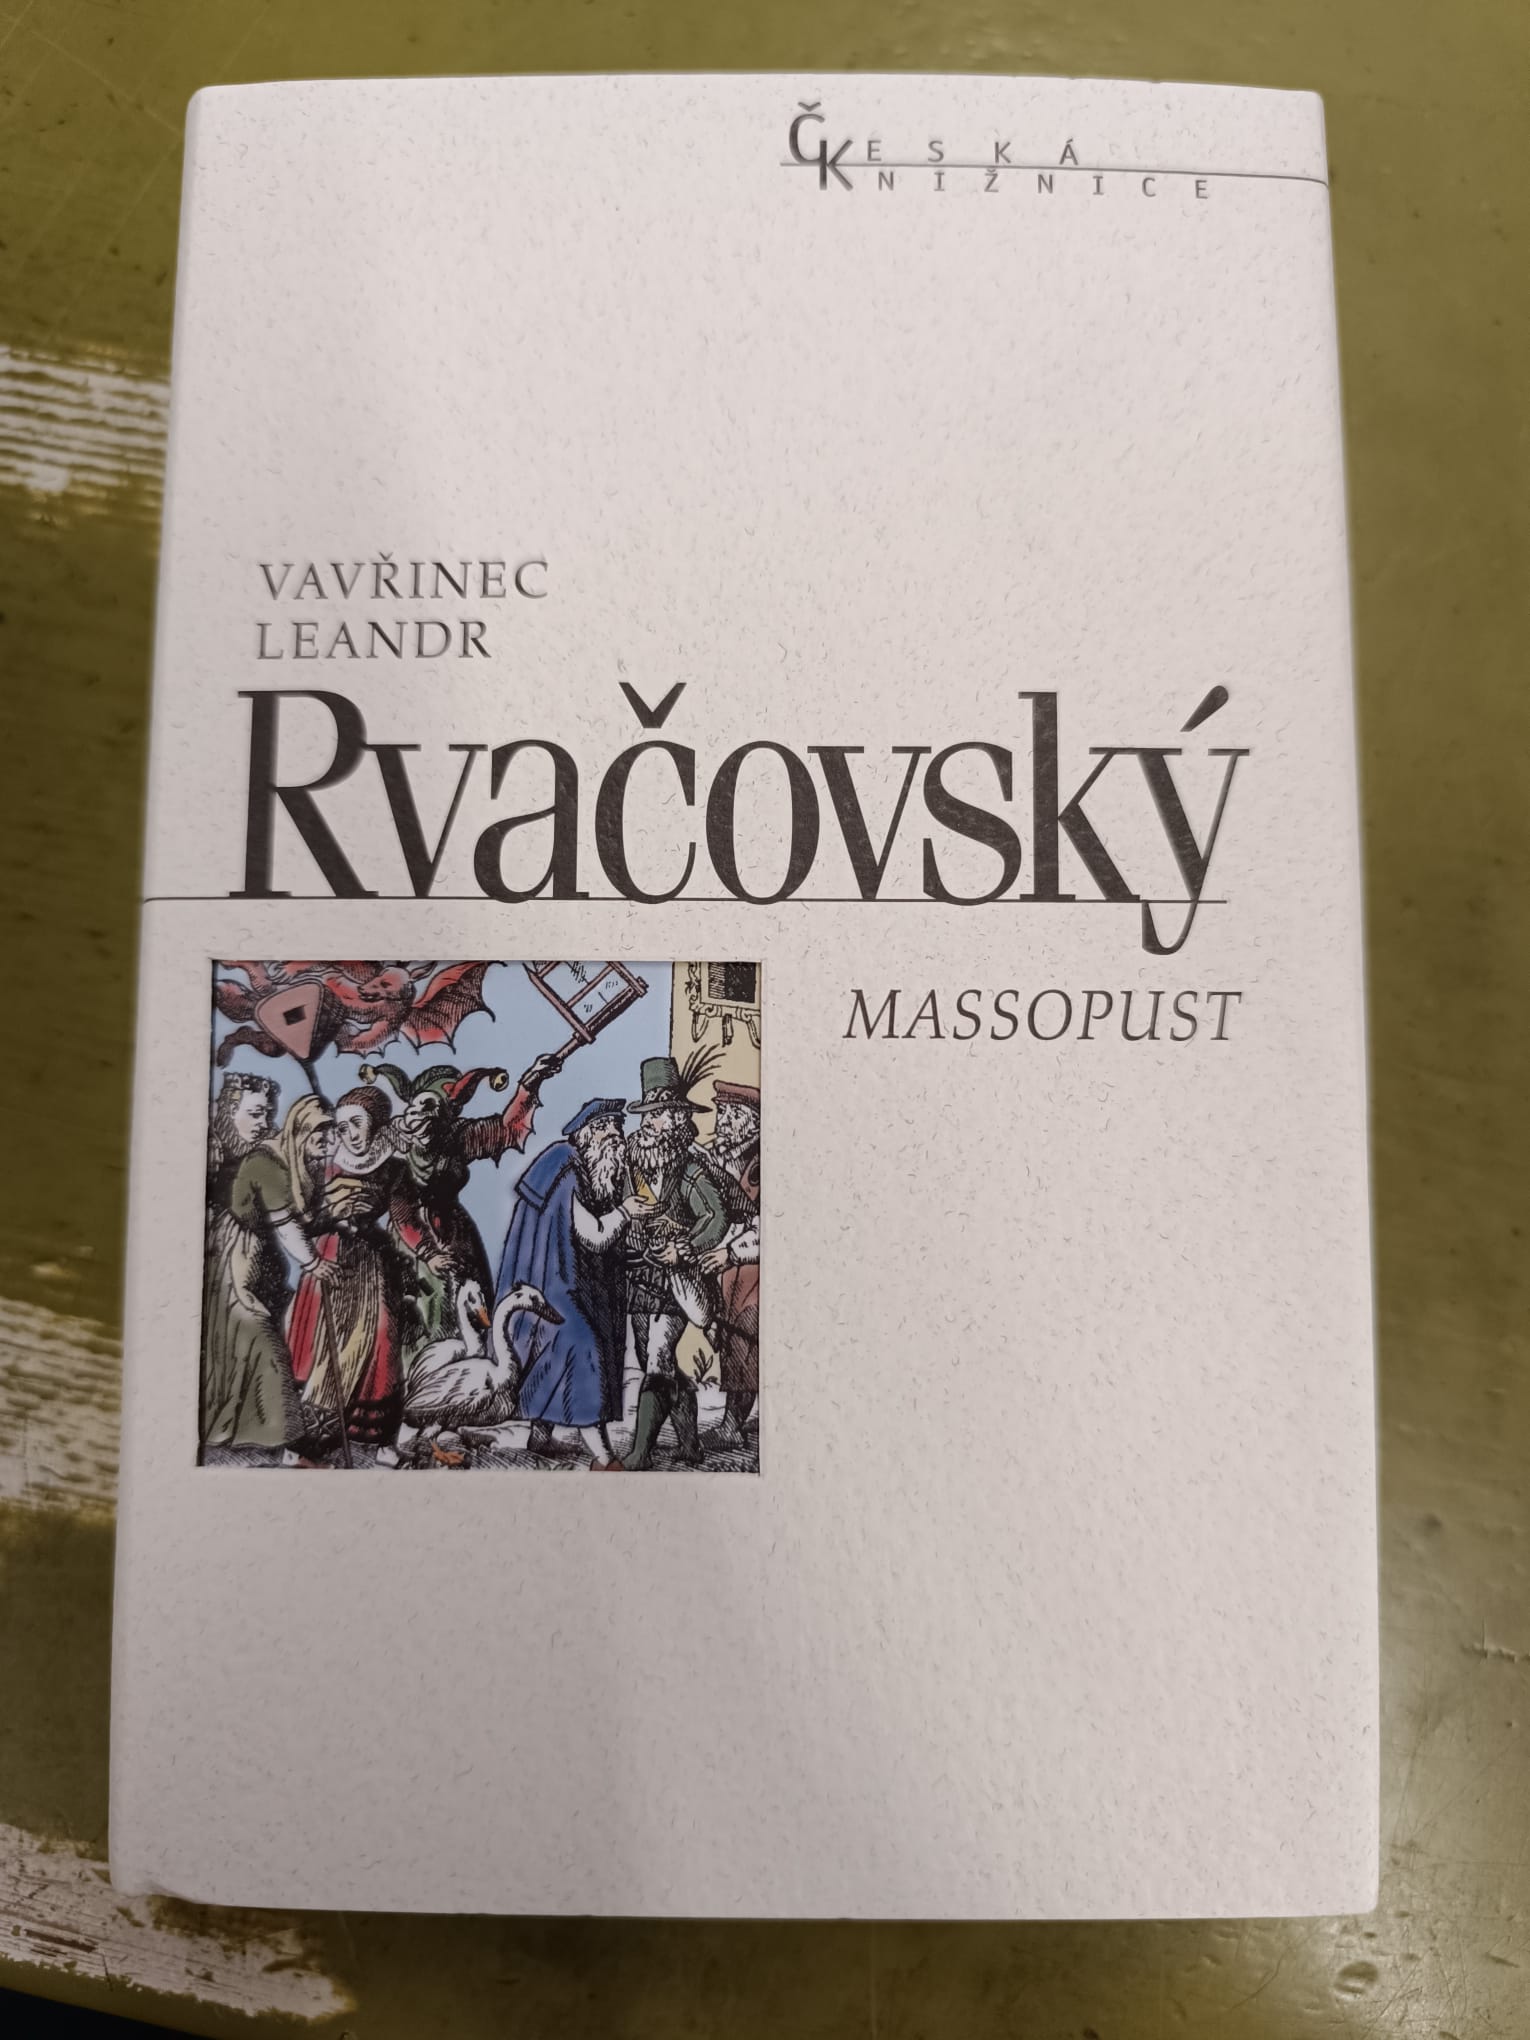 ČESKÁ
KNIŽNICE
VAVŘINEC
LEANDR
Rvačovský
MASSOPUST